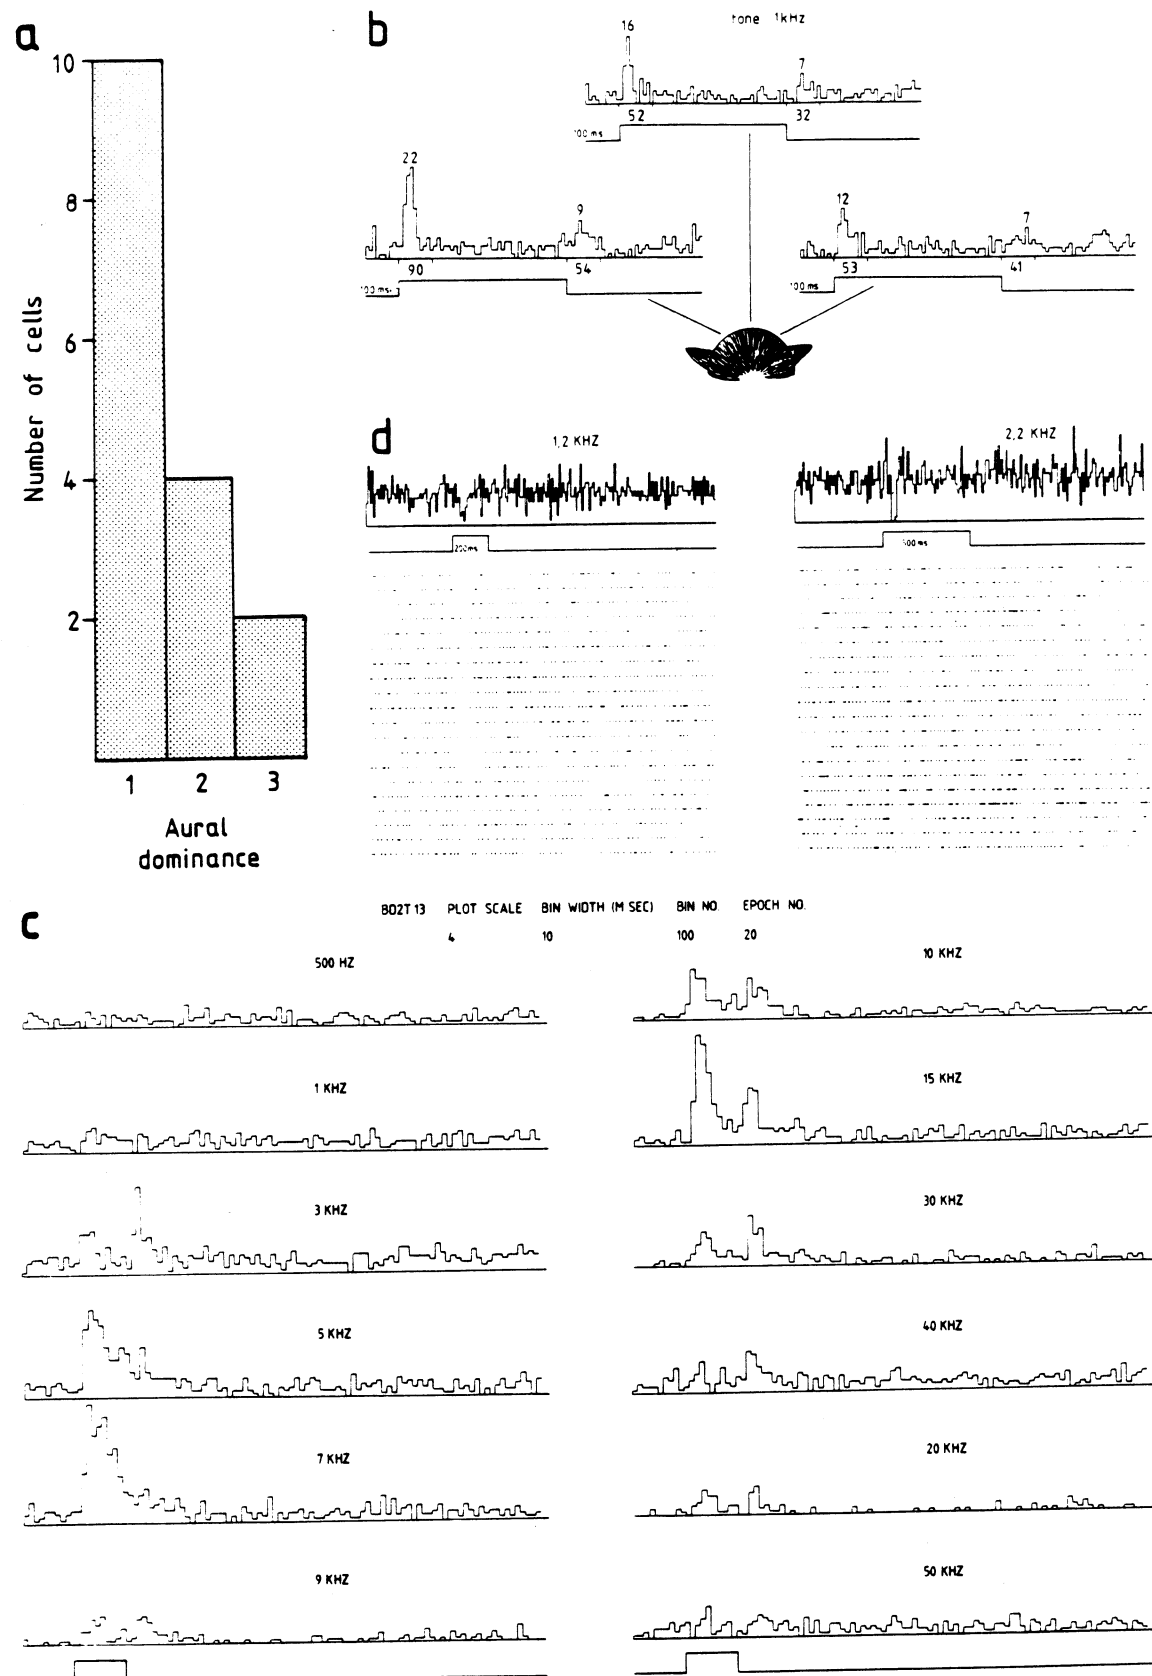 a
10
8
6
4
2
Number of cells
1 2 3
Aural
dominance
b
tone 1kHz
16
7
52
32
100 ms
22
9
90
54
100 ms.
12
7
53
41
100 ms
d
1,2 KHZ
200ms
2,2 KHZ
500 ms
c
BD2T13 PLOT SCALE BIN WIDTH (M SEC) BIN NO. EPOCH NO.
4 10 100 20
500 HZ
1 KHZ
3 KHZ
5 KHZ
7 KHZ
9 KHZ
10 KHZ
15 KHZ
30 KHZ
40 KHZ
20 KHZ
50 KHZ